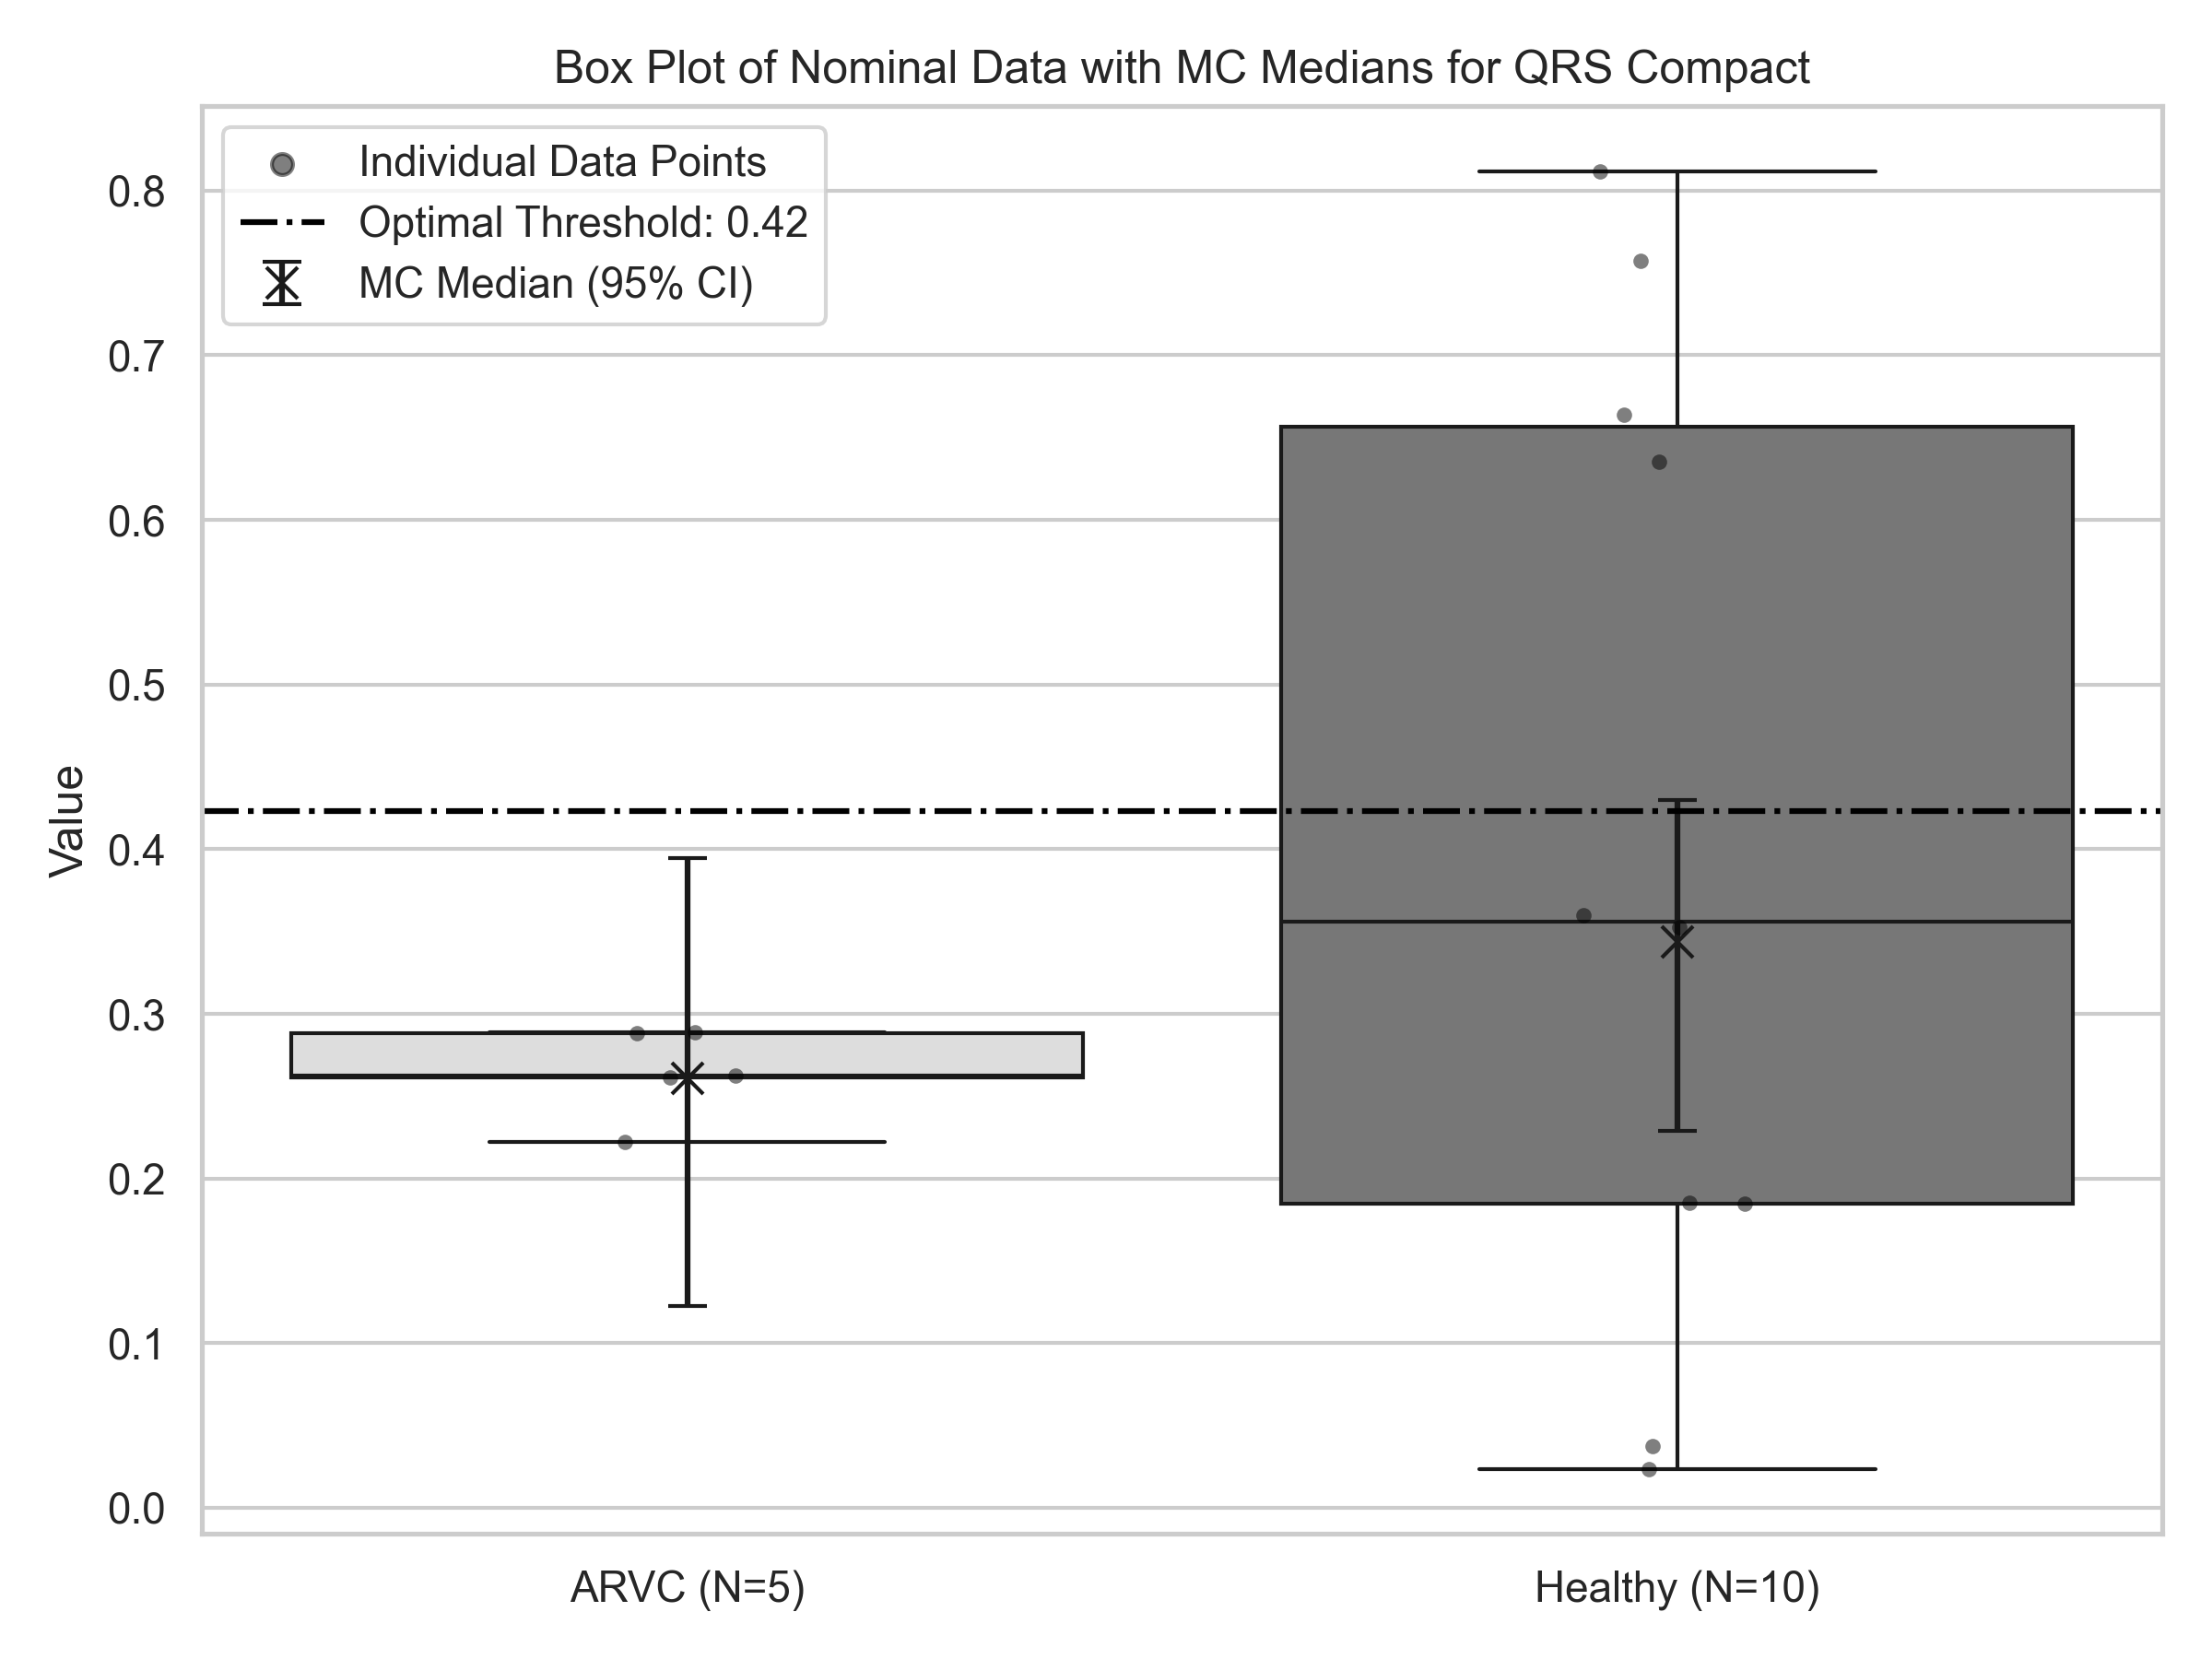 Box Plot of Nominal Data with MC Medians for QRS Compact
Individual Data Points
Optimal Threshold: 0.42
MC Median (95% CI)
0.8
0.7
0.6
0.5
0.4
0.3
0.2
0.1
0.0
Value
ARVC (N=5)
Healthy (N=10)